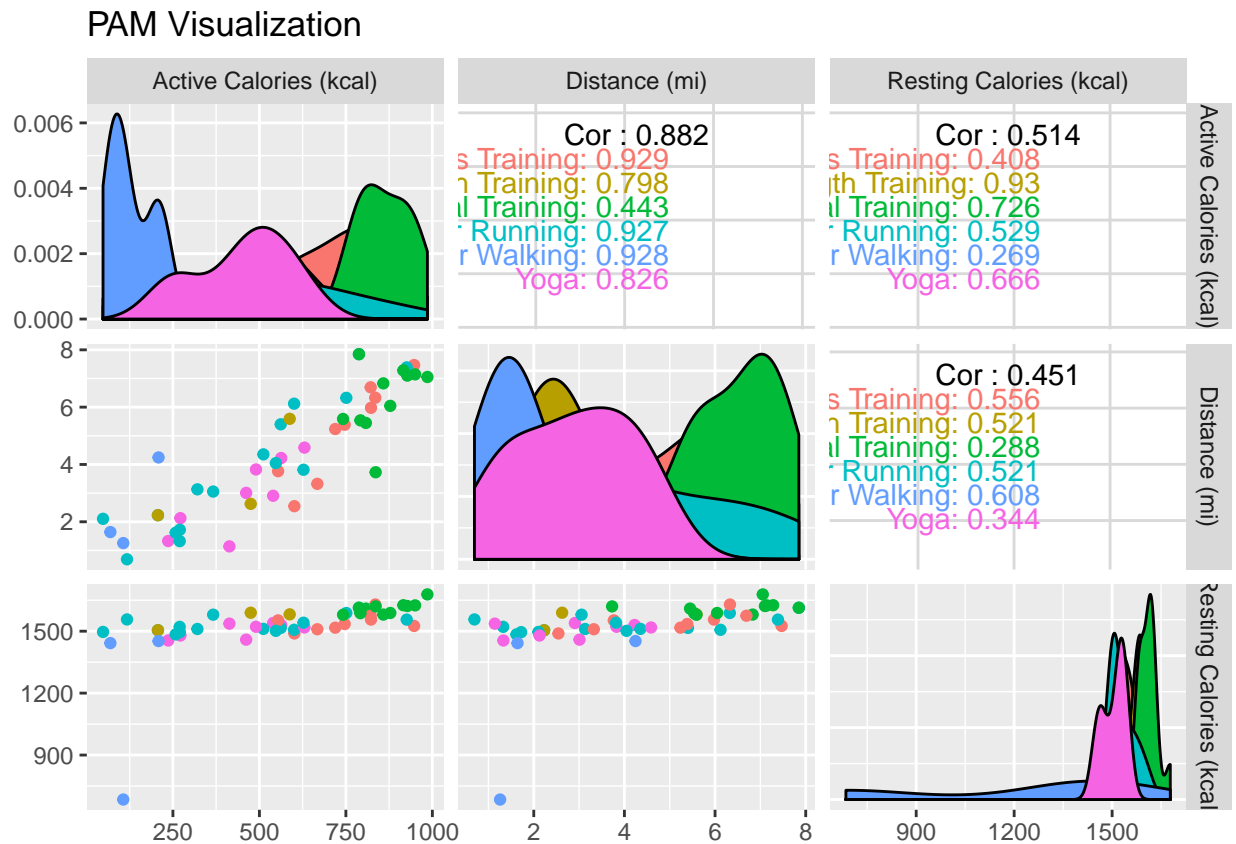 PAM Visualization
Active Calories (kcal)
Distance (mi)
Resting Calories (kcal)
0.006
0.004
0.002
0.000
Cor : 0.882
s Training: 0.929
n Training: 0.798
al Training: 0.443
r Running: 0.927
r Walking: 0.928
Yoga: 0.826
Cor : 0.514
s Training: 0.408
gth Training: 0.93
al Training: 0.726
r Running: 0.529
r Walking: 0.269
Yoga: 0.666
Active Calories (kcal)
8
6
4
2
Cor : 0.451
s Training: 0.556
n Training: 0.521
al Training: 0.288
r Running: 0.521
r Walking: 0.608
Yoga: 0.344
Distance (mi)
1500
1200
900
Resting Calories (kcal
250 500 750 1000
2 4 6 8
900 1200 1500